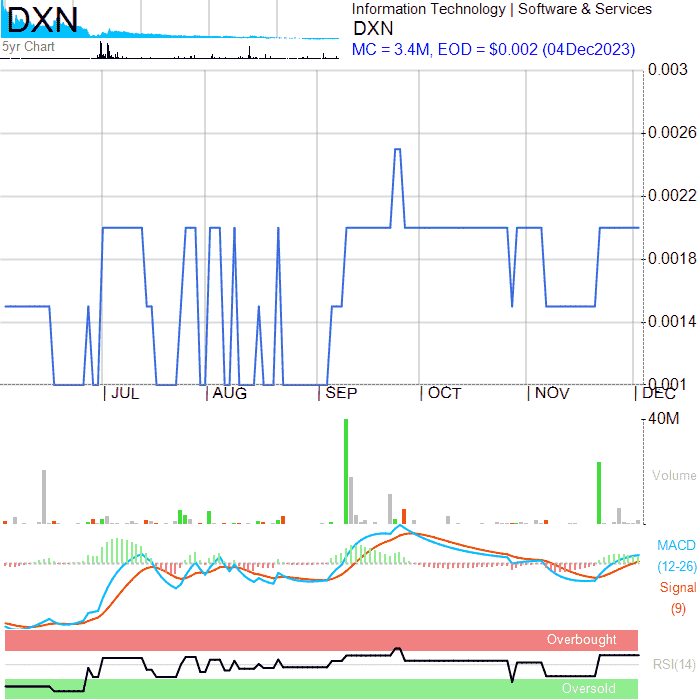 DXN
5yr Chart
Information Technology | Software & Services
DXN
MC = 3.4M, EOD = $0.002 (04Dec2023)
0.003
0.0026
0.0022
0.0018
0.0014
0.001
JUL AUG SEP OCT NOV DEC
40M
Volume
MACD
(12-26)
Signal
(9)
Overbought
RSI(14)
Oversold